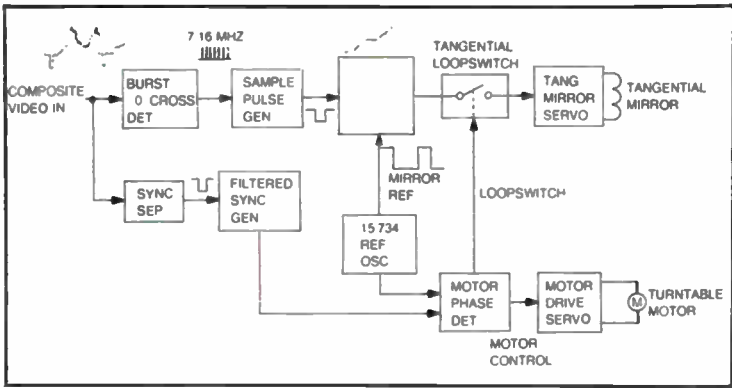 7 16 MHZ
COMPOSITE
VIDEO IN
BURST
0 CROSS
DET
SAMPLE
PULSE
GEN
TANGENTIAL
LOOPSWITCH
TANG
MIRROR
SERVO
TANGENTIAL
MIRROR
SYNC
SEP
FILTERED
SYNC
GEN
MIRROR
REF
LOOPSWITCH
15 734
REF
OSC
MOTOR
PHASE
DET
MOTOR
CONTROL
MOTOR
DRIVE
SERVO
M
TURNTABLE
MOTOR